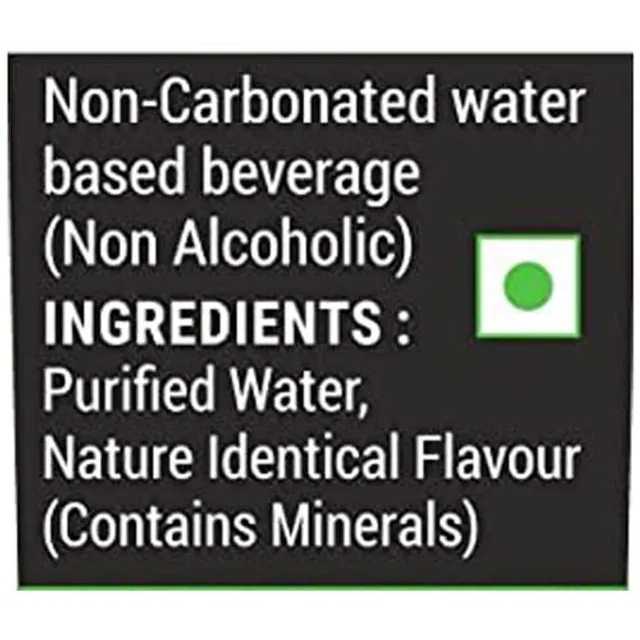 Non-Carbonated water
based beverage
(Non Alcoholic)
INGREDIENTS :
Purified Water,
Nature Identical Flavour
(Contains Minerals)